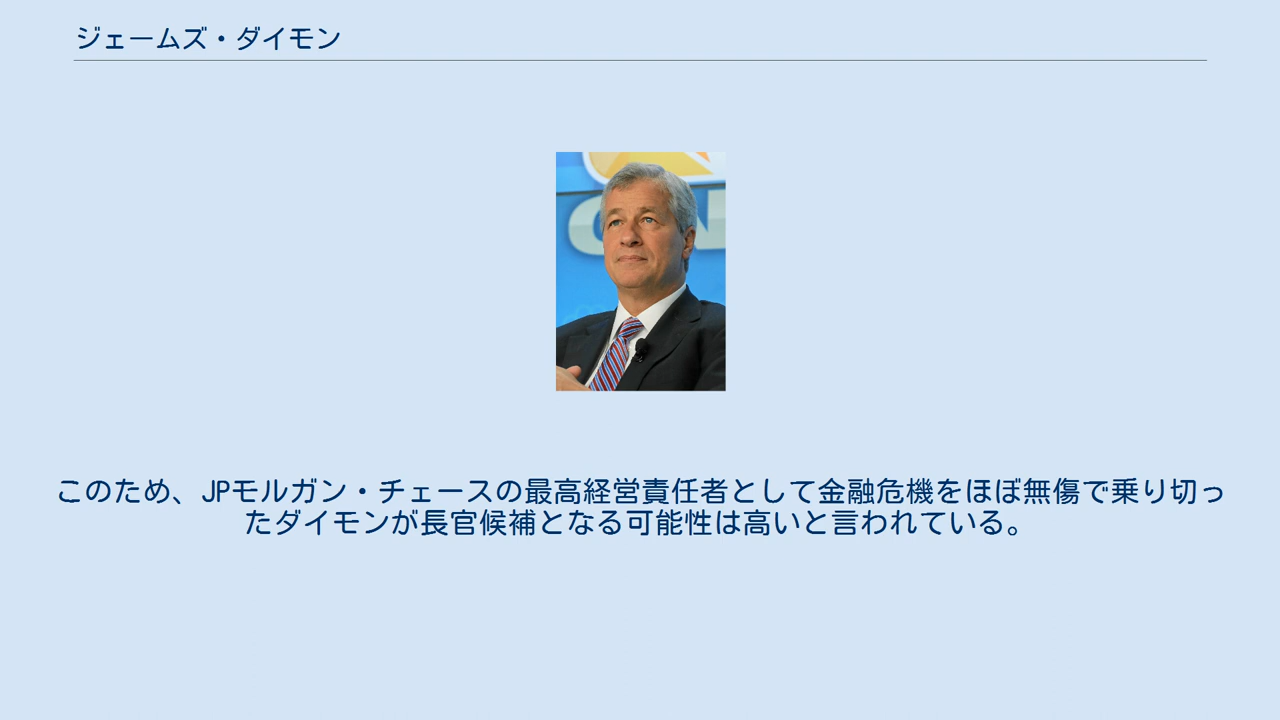 ジェームズ・ダイモン
このため、JPモルガン・チェースの最高経営責任者として金融危機をほぼ無傷で乗り切っ
たダイモンが長官候補となる可能性は高いと言われている。